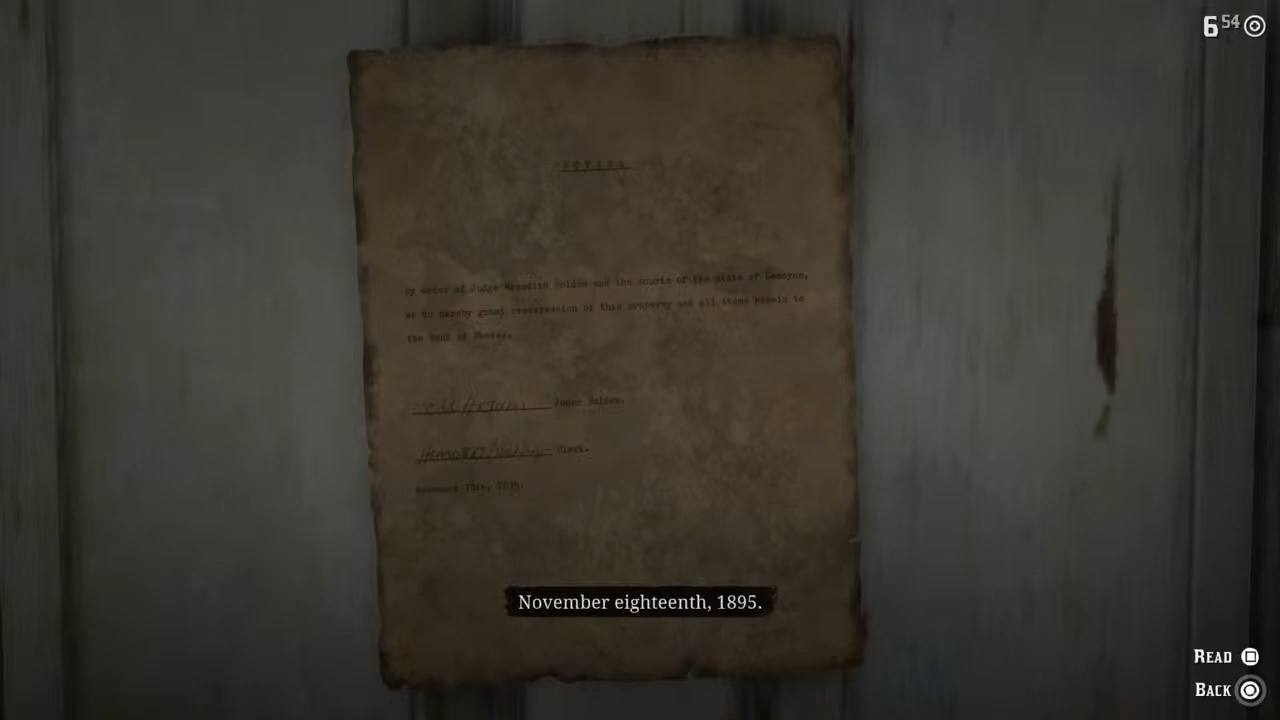 6 54
NOTICE
By order of Judge Meredith Holden and the courts of the state of Lemoyne,
we do hereby grant repossession of this property and all items herein to
the Bank of Rhodes.
Judge Holden.
Clerk.
November 18th, 1895.
November eighteenth, 1895.
READ
BACK